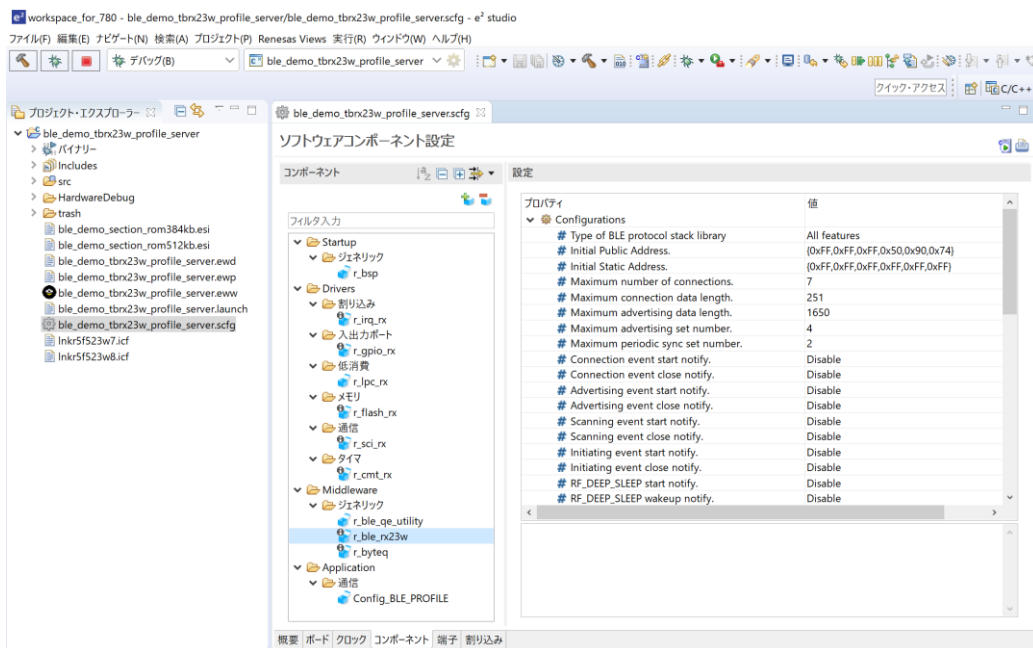 workspace_for_780 - ble_demo_tbrx23w_profile_server/ble_demo_tbrx23w_profile_server.scfg - e² studio
ファイル(F) 編集(E) ナビゲート(N) 検索(A) プロジェクト(P) Renesas Views 実行(R) ウィンドウ(W) ヘルプ(H)
デバッグ(B) ble_demo_tbrx23w_profile_server
クイック・アクセス C/C++
プロジェクト・エクスプローラー
ble_demo_tbrx23w_profile_server
バイナリー
Includes
src
HardwareDebug
trash
ble_demo_section_rom384kb.esi
ble_demo_section_rom512kb.esi
ble_demo_tbrx23w_profile_server.ewd
ble_demo_tbrx23w_profile_server.ewp
ble_demo_tbrx23w_profile_server.eww
ble_demo_tbrx23w_profile_server.launch
ble_demo_tbrx23w_profile_server.scfg
lnkr5f523w7.icf
lnkr5f523w8.icf
ble_demo_tbrx23w_profile_server.scfg
ソフトウェアコンポーネント設定
コンポーネント
フィルタ入力
Startup
ジェネリック
r_bsp
Drivers
割り込み
r_irq_rx
入出力ポート
r_gpio_rx
低消費
r_lpc_rx
メモリ
r_flash_rx
通信
r_sci_rx
タイマ
r_cmt_rx
Middleware
ジェネリック
r_ble_qe_utility
r_ble_rx23w
r_byteq
Application
通信
Config_BLE_PROFILE
設定
プロパティ 値
Configurations
# Type of BLE protocol stack library All features
# Initial Public Address. {0xFF,0xFF,0xFF,0x50,0x90,0x74}
# Initial Static Address. {0xFF,0xFF,0xFF,0xFF,0xFF,0xFF}
# Maximum number of connections. 7
# Maximum connection data length. 251
# Maximum advertising data length. 1650
# Maximum advertising set number. 4
# Maximum periodic sync set number. 2
# Connection event start notify. Disable
# Connection event close notify. Disable
# Advertising event start notify. Disable
# Advertising event close notify. Disable
# Scanning event start notify. Disable
# Scanning event close notify. Disable
# Initiating event start notify. Disable
# Initiating event close notify. Disable
# RF_DEEP_SLEEP start notify. Disable
# RF_DEEP_SLEEP wakeup notify. Disable
概要 ボード クロック コンポーネント 端子 割り込み